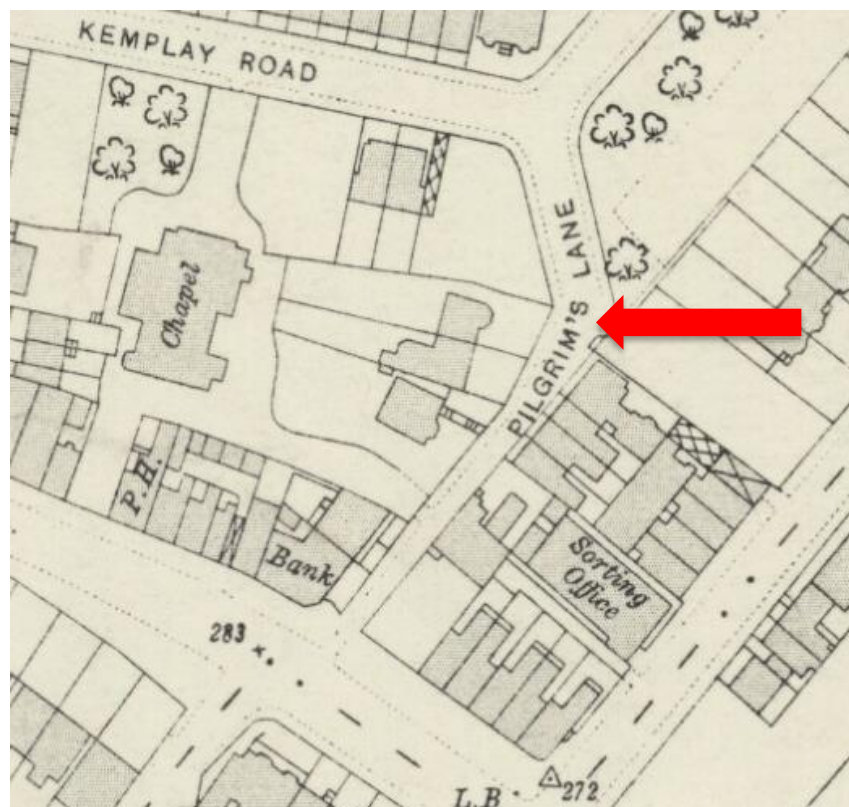 KEMPLAY ROAD
PILGRIM'S LANE
Chapel
P.H.
Bank
Sorting
Office
283
L.B
272